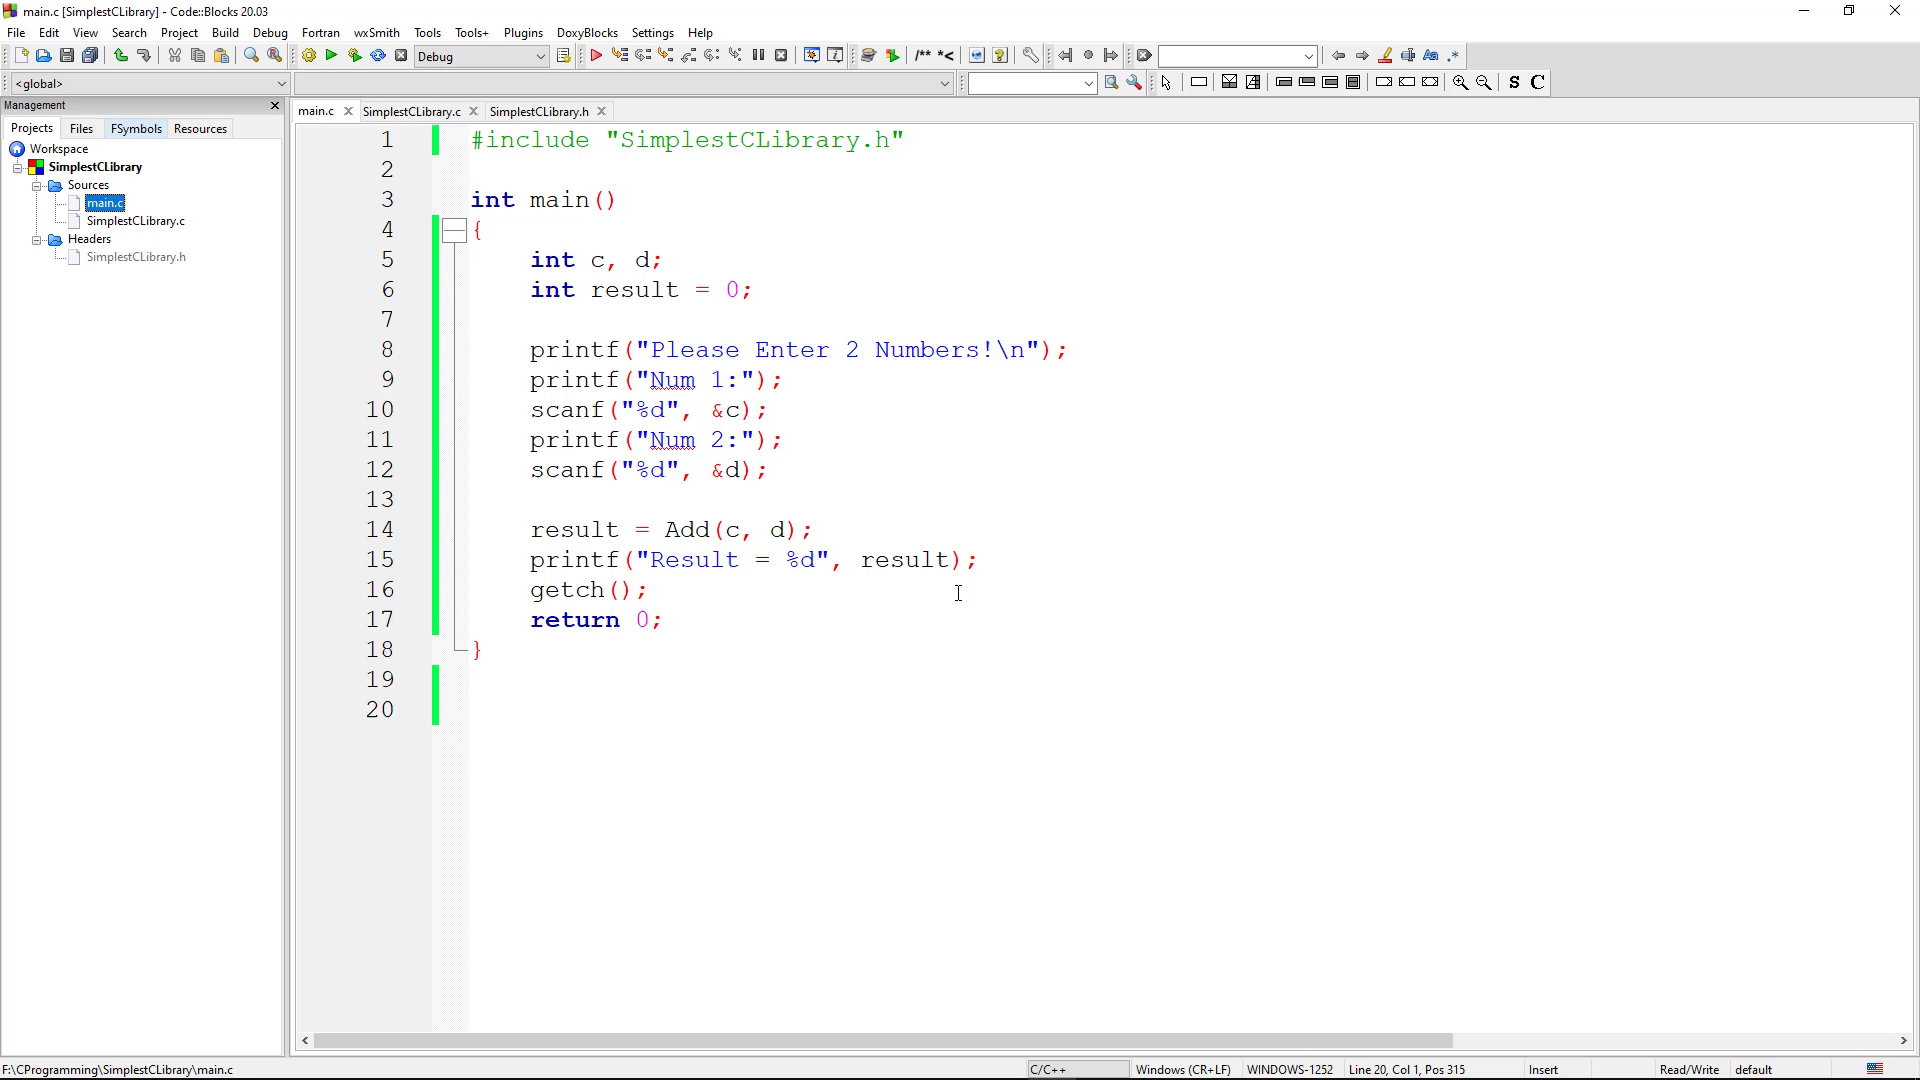 main.c [SimplestCLibrary] - Code::Blocks 20.03
File Edit View Search Project Build Debug Fortran wxSmith Tools Tools+ Plugins DoxyBlocks Settings Help
Debug /** *<
<global> S C
Management
Projects Files FSymbols Resources
Workspace
SimplestCLibrary
Sources
main.c
SimplestCLibrary.c
Headers
SimplestCLibrary.h
main.c SimplestCLibrary.c SimplestCLibrary.h
1 #include "SimplestCLibrary.h"
2
3 int main()
4 {
5 int c, d;
6 int result = 0;
7
8 printf("Please Enter 2 Numbers!\n");
9 printf("Num 1:");
10 scanf("%d", &c);
11 printf("Num 2:");
12 scanf("%d", &d);
13
14 result = Add(c, d);
15 printf("Result = %d", result);
16 getch();
17 return 0;
18 }
19
20
F:\CProgramming\SimplestCLibrary\main.c C/C++ Windows (CR+LF) WINDOWS-1252 Line 20, Col 1, Pos 315 Insert Read/Write default